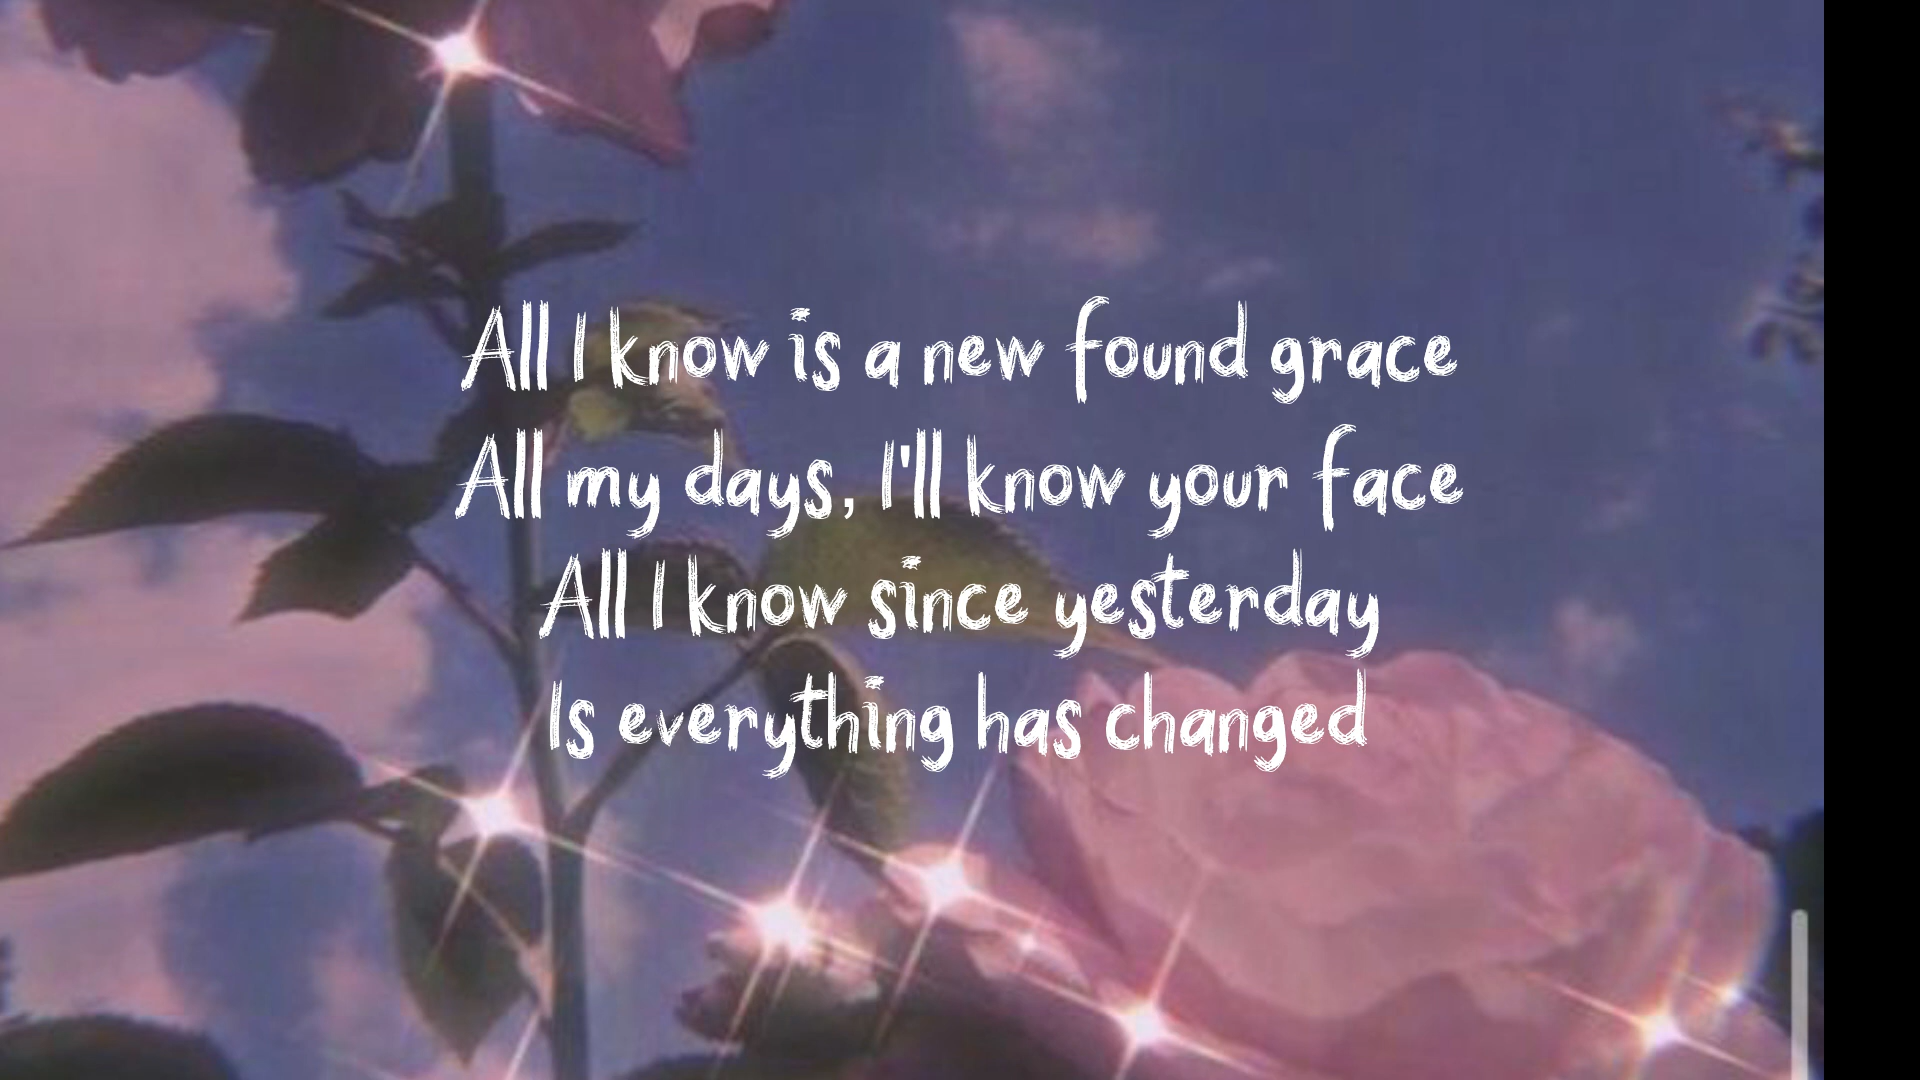 All I know is a new found grace
All my days, I'll know your face
All I know since yesterday
Is everything has changed